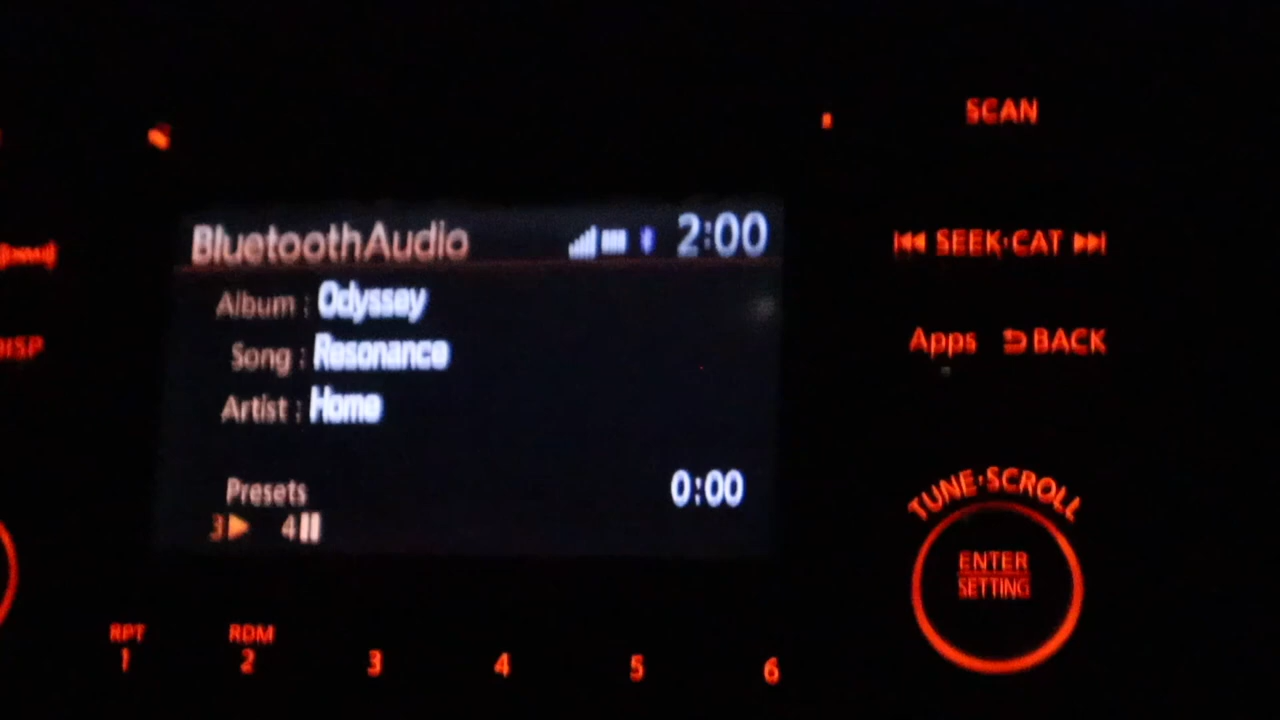 SCAN
BluetoothAudio 2:00
SEEK·CAT
Album : Odyssey
Apps BACK
Song : Resonance
Artist : Home
Presets 0:00
3 4
TUNE·SCROLL
ENTER
SETTING
RPT RDM
1 2 3 4 5 6